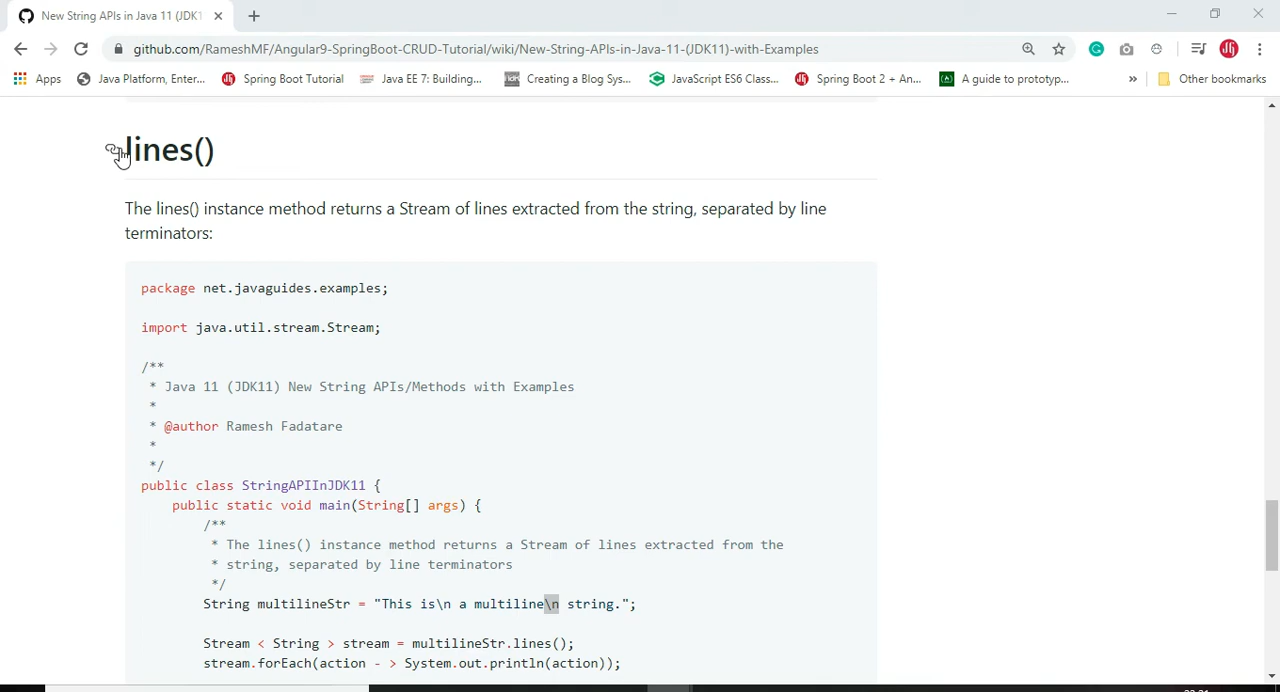 New String APIs in Java 11 (JDK1
github.com/RameshMF/Angular9-SpringBoot-CRUD-Tutorial/wiki/New-String-APIs-in-Java-11-(JDK11)-with-Examples
Apps Java Platform, Enter... Spring Boot Tutorial Java EE 7: Building... Creating a Blog Sys... JavaScript ES6 Class... Spring Boot 2 + An... A guide to prototyp... » Other bookmarks
lines()
The lines() instance method returns a Stream of lines extracted from the string, separated by line
terminators:
package net.javaguides.examples;
import java.util.stream.Stream;
/**
* Java 11 (JDK11) New String APIs/Methods with Examples
*
* @author Ramesh Fadatare
*
*/
public class StringAPIInJDK11 {
public static void main(String[] args) {
/**
* The lines() instance method returns a Stream of lines extracted from the
* string, separated by line terminators
*/
String multilineStr = "This is\n a multiline\n string.";
Stream < String > stream = multilineStr.lines();
stream.forEach(action - > System.out.println(action));